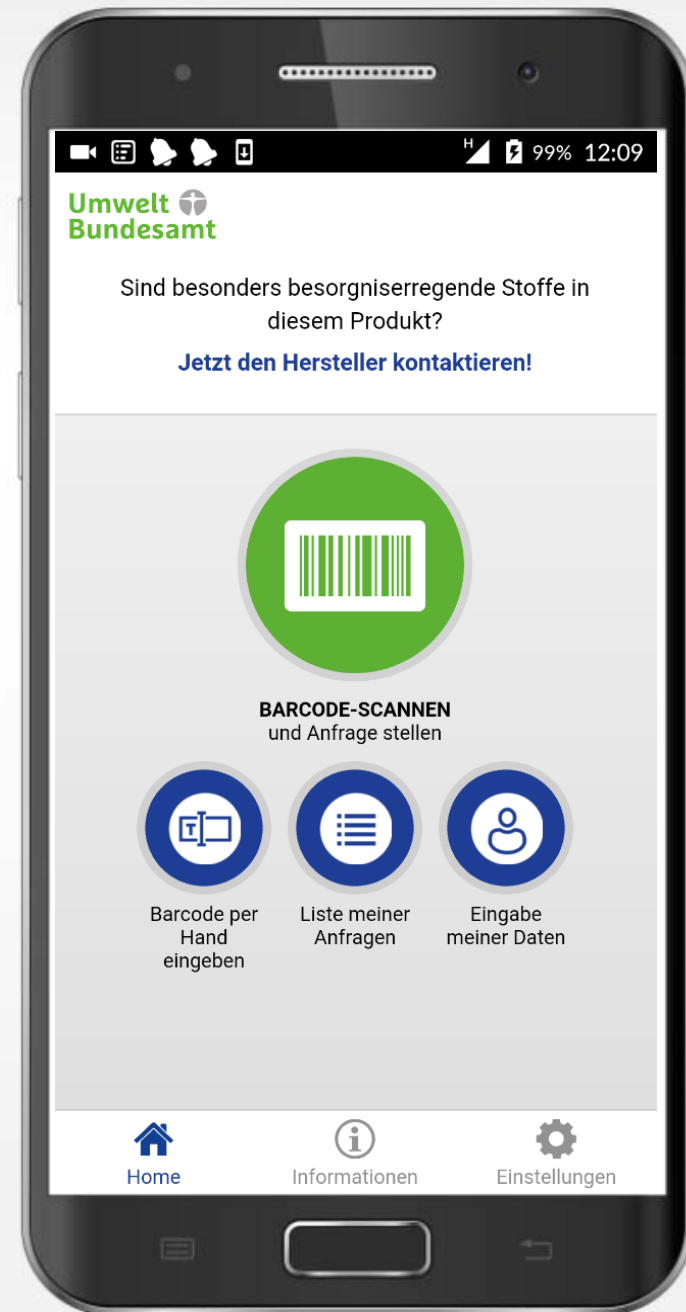 H 99% 12:09
Umwelt
Bundesamt
Sind besonders besorgniserregende Stoffe in
diesem Produkt?
Jetzt den Hersteller kontaktieren!
BARCODE-SCANNEN
und Anfrage stellen
T
Barcode per
Hand
eingeben
Liste meiner
Anfragen
Eingabe
meiner Daten
Home
Informationen
Einstellungen